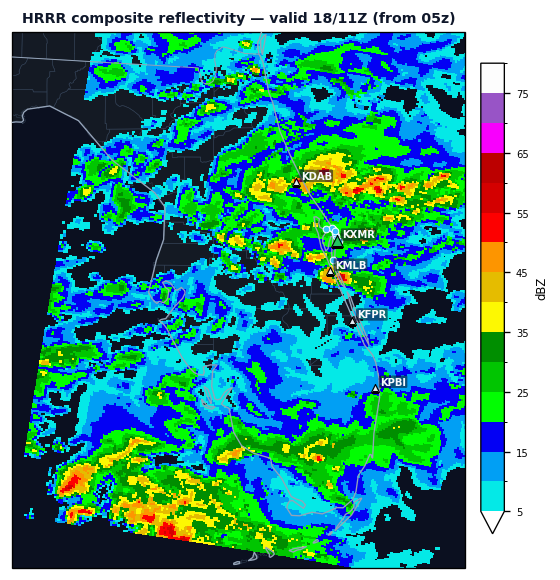 HRRR composite reflectivity — valid 18/11Z (from 05z)
KDAB
KXMR
KMLB
KFPR
KPBI
75
65
55
45
35
25
15
5
dBZ